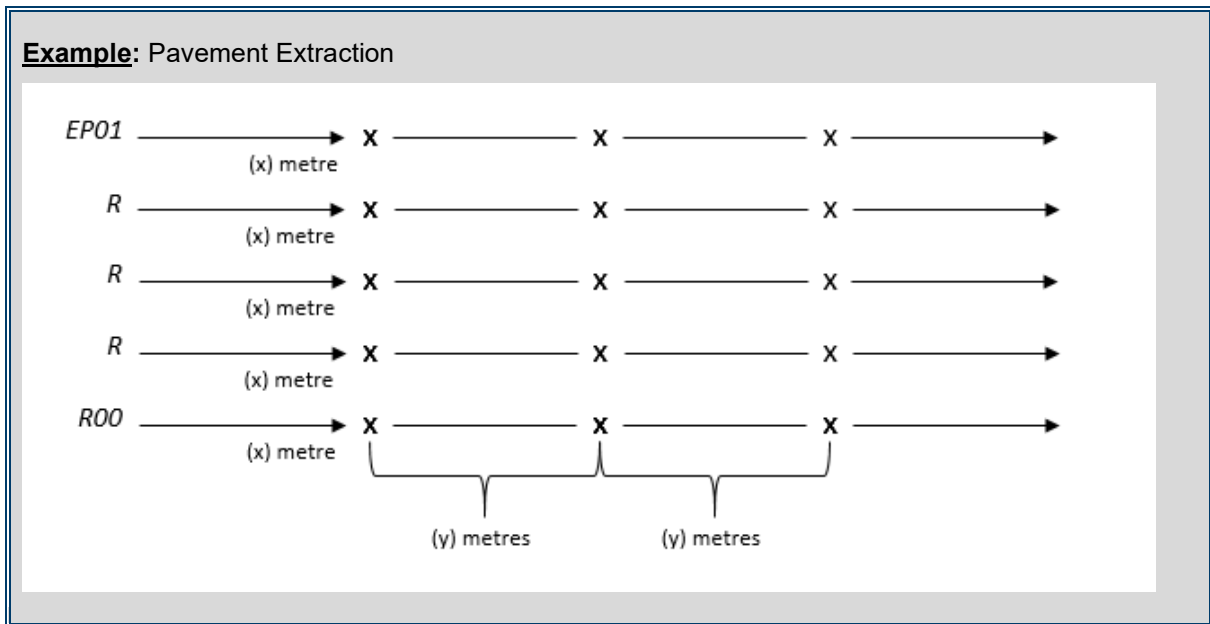 Example: Pavement Extraction
EP01 X X X
(x) metre
R X X X
(x) metre
R X X X
(x) metre
R X X X
(x) metre
R00 X X X
(x) metre
(y) metres (y) metres